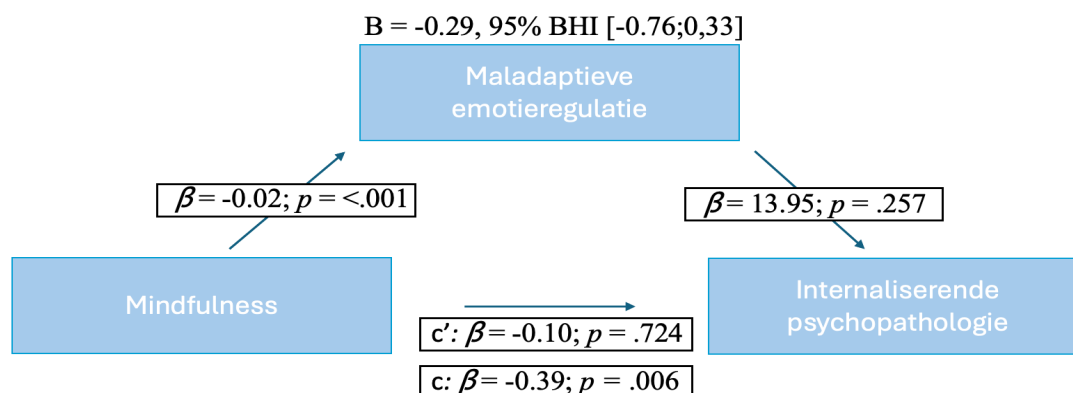 B = -0.29, 95% BHI [-0.76;0,33]
Maladaptieve
emotieregulatie
β = -0.02; p = <.001
β = 13.95; p = .257
Mindfulness
Internaliserende
psychopathologie
c’: β = -0.10; p = .724
c: β = -0.39; p = .006